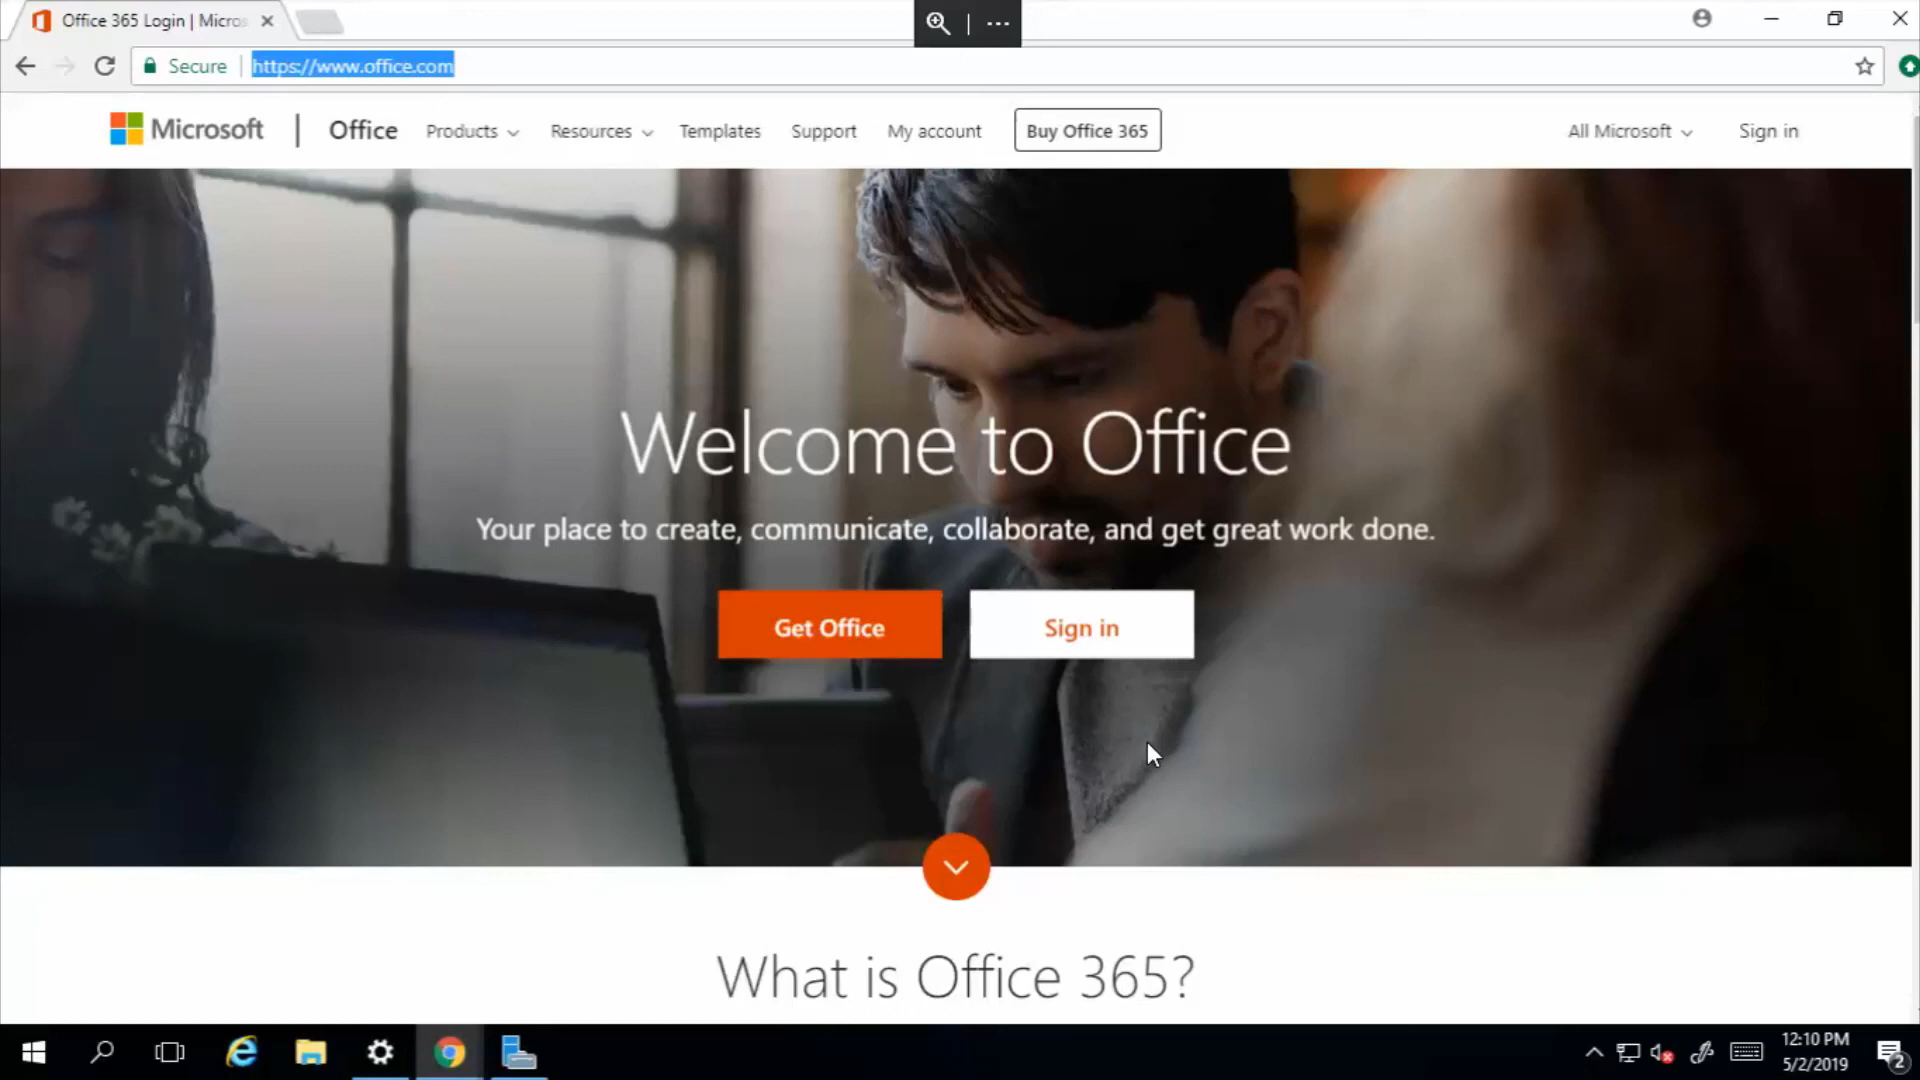 Office 365 Login | Micros
Secure
https://www.office.com
Microsoft
Office
Products
Resources
Templates
Support
My account
Buy Office 365
All Microsoft
Sign in
Welcome to Office
Your place to create, communicate, collaborate, and get great work done.
Get Office
Sign in
What is Office 365?
12:10 PM
5/2/2019
2